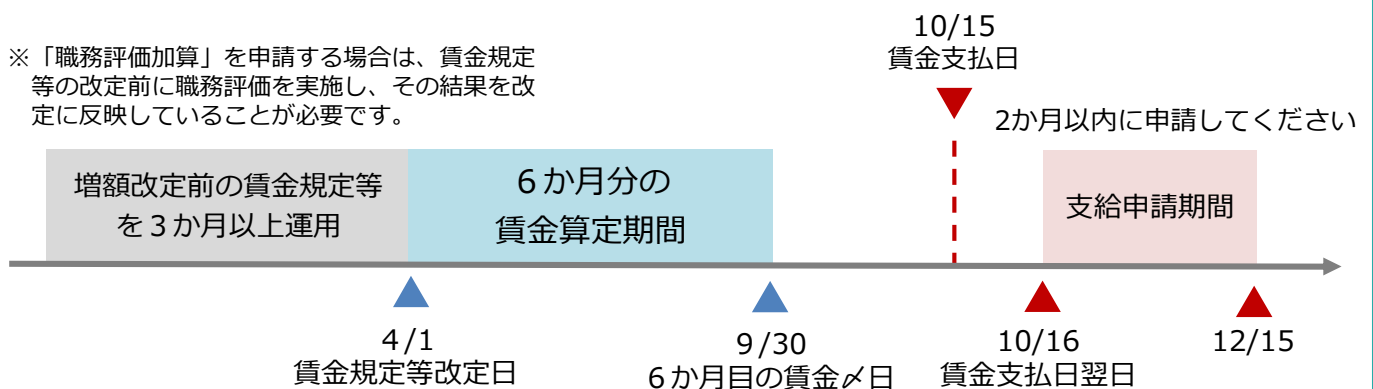 ※「職務評価加算」を申請する場合は、賃金規定
等の改定前に職務評価を実施し、その結果を改
定に反映していることが必要です。
10/15
賃金支払日
2か月以内に申請してください
増額改定前の賃金規定等
を３か月以上運用
６か月分の
賃金算定期間
支給申請期間
４/1
賃金規定等改定日
９/30
６か月目の賃金〆日
10/16
賃金支払日翌日
12/15